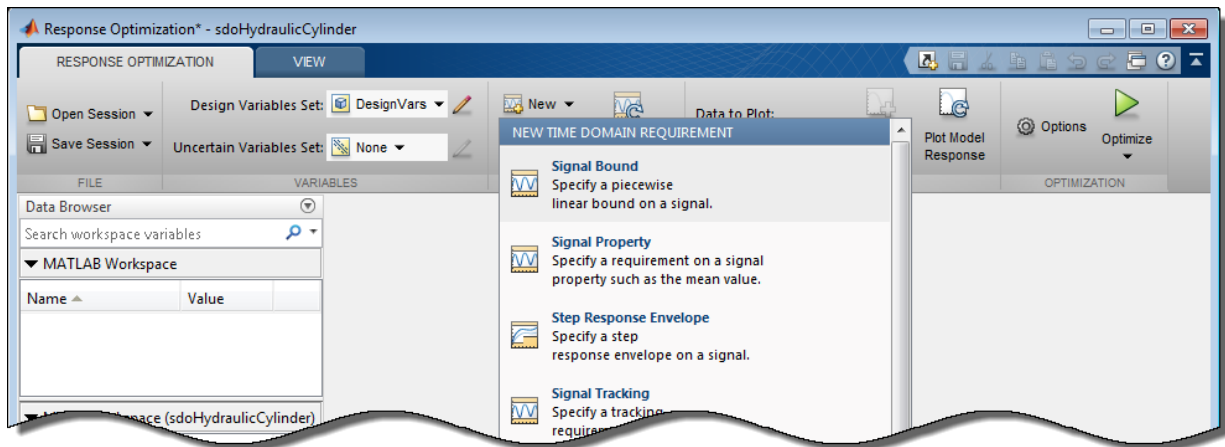 Response Optimization* - sdoHydraulicCylinder
RESPONSE OPTIMIZATION
VIEW
Open Session
Save Session
FILE
Design Variables Set:
DesignVars
Uncertain Variables Set:
None
VARIABLES
New
Data to Plot:
Plot Model
Response
Options
Optimize
OPTIMIZATION
NEW TIME DOMAIN REQUIREMENT
Signal Bound
Specify a piecewise
linear bound on a signal.
Signal Property
Specify a requirement on a signal
property such as the mean value.
Step Response Envelope
Specify a step
response envelope on a signal.
Signal Tracking
Specify a tracking
Data Browser
Search workspace variables
MATLAB Workspace
Name
Value
(sdoHydraulicCylinder)